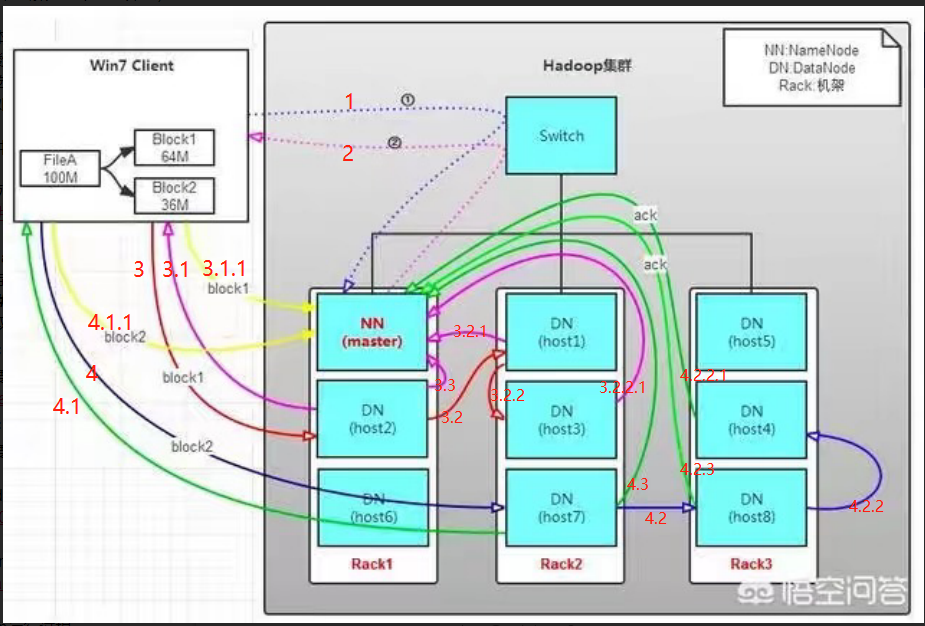 Win7 Client
FileA
100M
Block1
64M
Block2
36M
Hadoop集群
NN:NameNode
DN:DataNode
Rack:机架
1
①
2
②
Switch
ack
ack
3
3.1
3.1.1
block1
4.1.1
block2
4
4.1
block1
block2
NN
(master)
DN
(host2)
DN
(host6)
Rack1
3.2.1
3.3
3.2
3.2.2
DN
(host1)
DN
(host3)
DN
(host7)
Rack2
3.2.2.1
4.2.2.1
4.2.3
4.3
4.2
4.2.2
DN
(host5)
DN
(host4)
DN
(host8)
Rack3
悟空问答